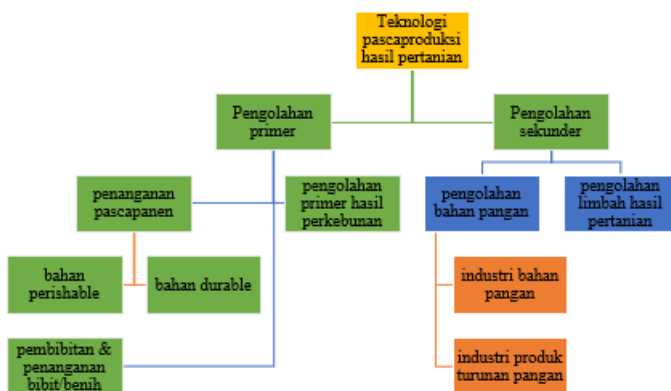 Teknologi
pascaproduksi
hasil pertanian
Pengolahan
primer
Pengolahan
sekunder
penanganan
pascapanen
pengolahan
primer hasil
perkebunan
pengolahan
bahan pangan
pengolahan
limbah hasil
pertanian
bahan
perishable
bahan durable
industri bahan
pangan
pembibitan &
penanganan
bibit/benih
industri produk
turunan pangan